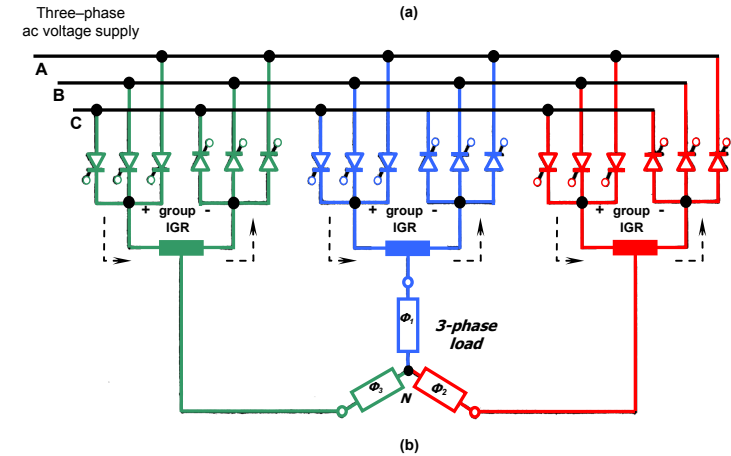 (a)
Three–phase
ac voltage supply
A
B
C
+ group -
IGR
+ group -
IGR
+ group -
IGR
Φ1
3-phase
load
Φ3
N
Φ2
(b)